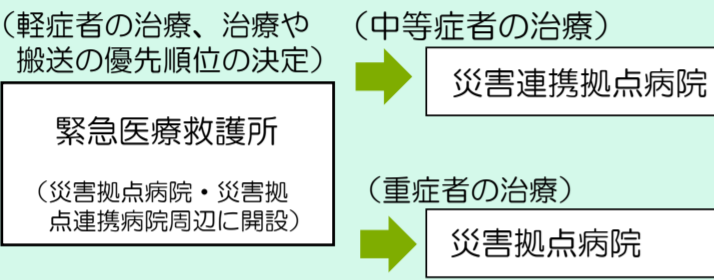 （軽症者の治療、治療や
搬送の優先順位の決定）
緊急医療救護所
（災害拠点病院・災害拠
点連携病院周辺に開設）
（中等症者の治療）
災害連携拠点病院
（重症者の治療）
災害拠点病院